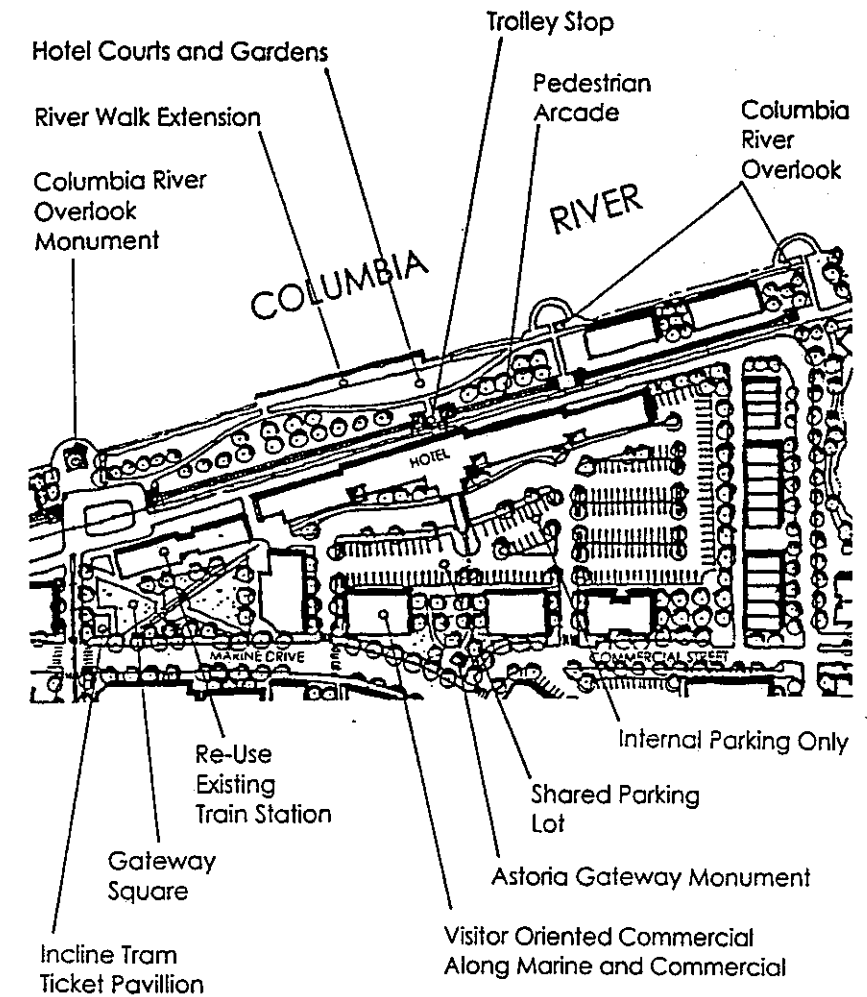 Trolley Stop
Hotel Courts and Gardens
Pedestrian
Arcade
River Walk Extension
Columbia
River
Overlook
Columbia River
Overlook
Monument
COLUMBIA RIVER
HOTEL
MARINE DRIVE
COMMERCIAL STREET
Internal Parking Only
Re-Use
Existing
Train Station
Shared Parking
Lot
Gateway
Square
Astoria Gateway Monument
Visitor Oriented Commercial
Along Marine and Commercial
Incline Tram
Ticket Pavillion